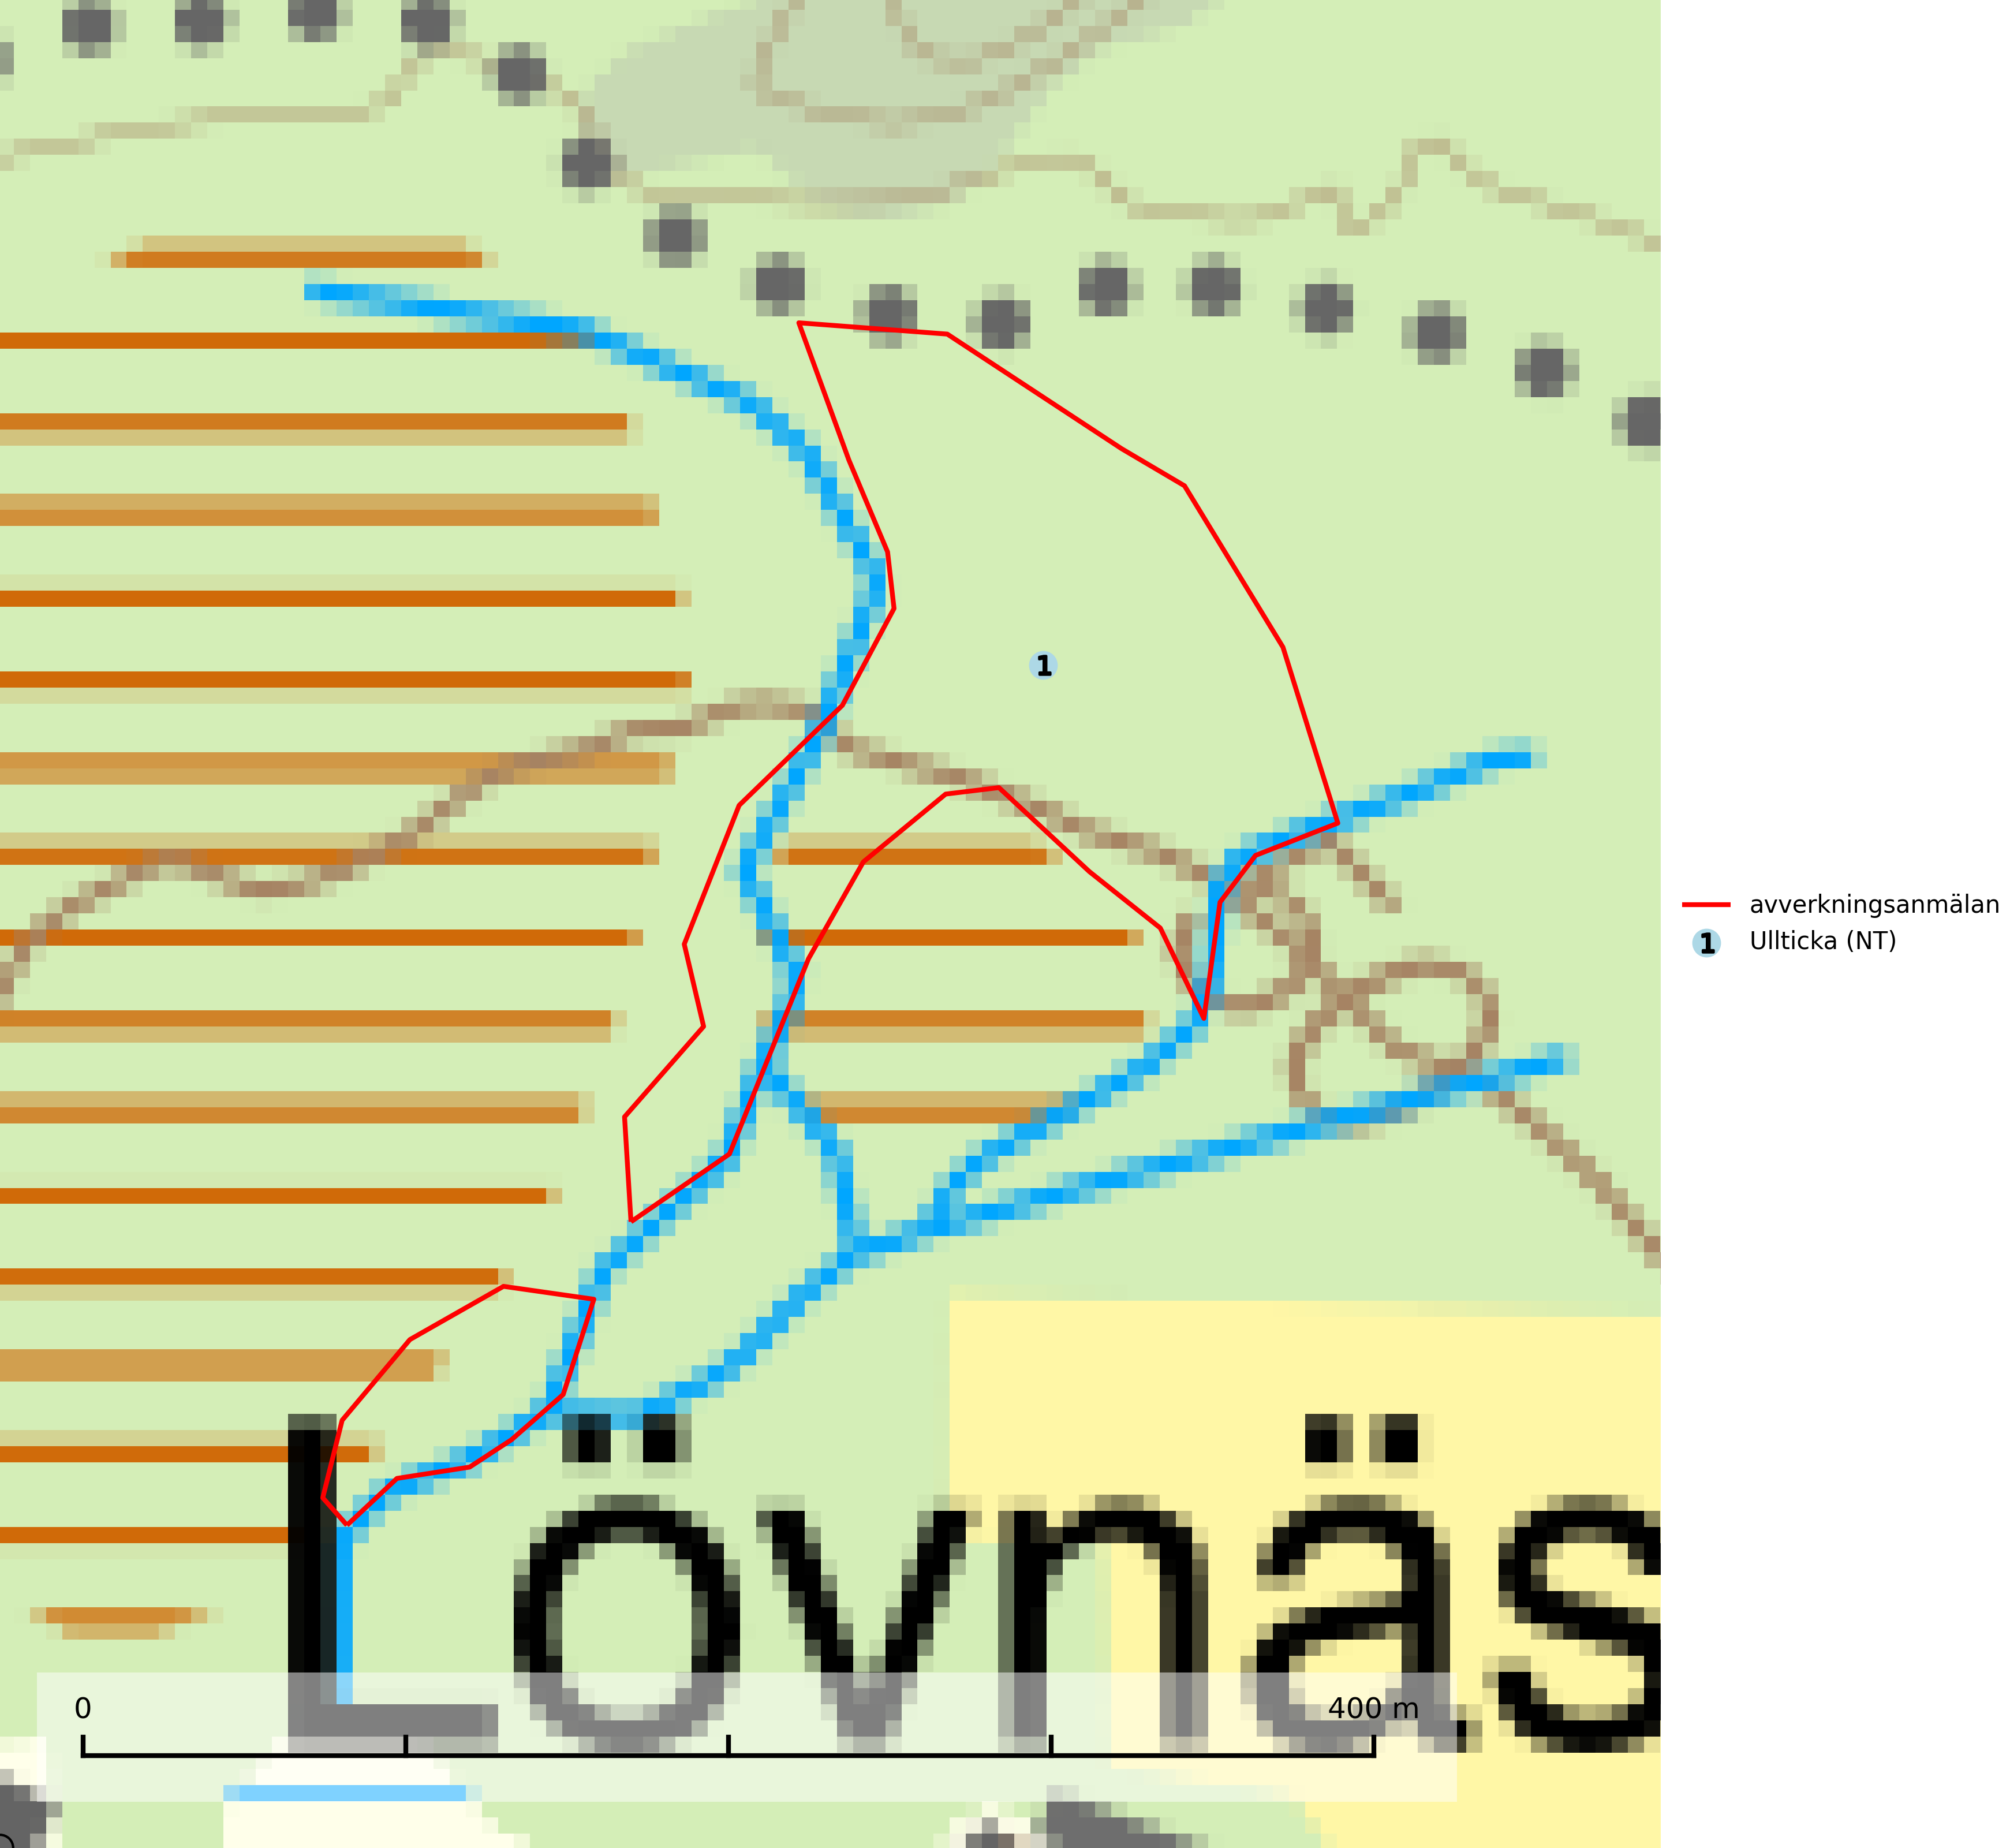 1
avverkningsanmälan
1 Ullticka (NT)
Lövnäs
0 400 m